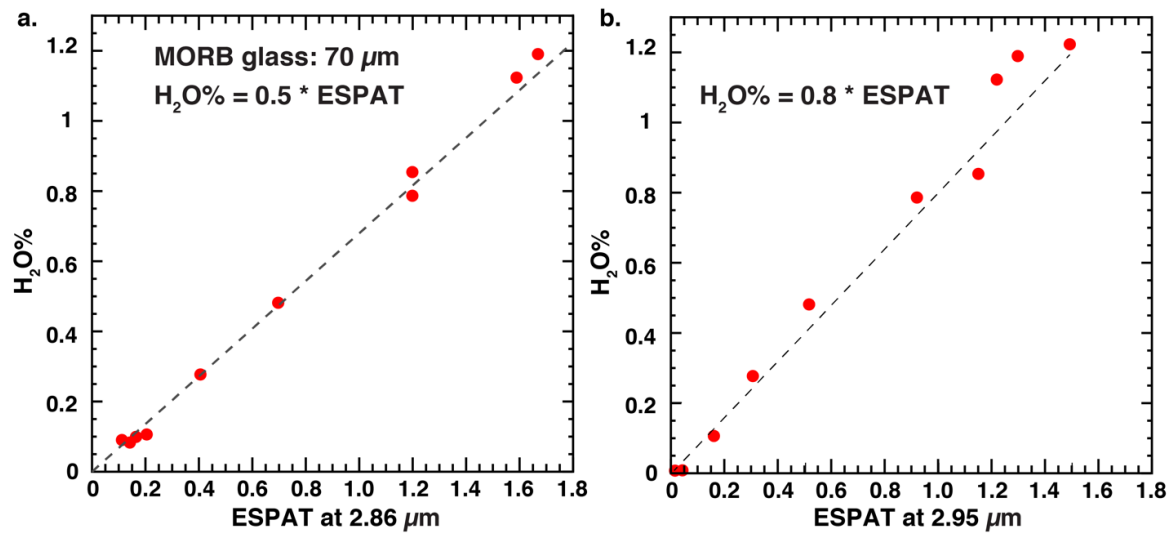 a.
MORB glass: 70 µm
H₂O% = 0.5 * ESPAT
H₂O%
1.2
1
0.8
0.6
0.4
0.2
0
0 0.2 0.4 0.6 0.8 1.0 1.2 1.4 1.6 1.8
ESPAT at 2.86 µm
b.
H₂O% = 0.8 * ESPAT
H₂O%
1.2
1
0.8
0.6
0.4
0.2
0
0 0.2 0.4 0.6 0.8 1.0 1.2 1.4 1.6 1.8
ESPAT at 2.95 µm